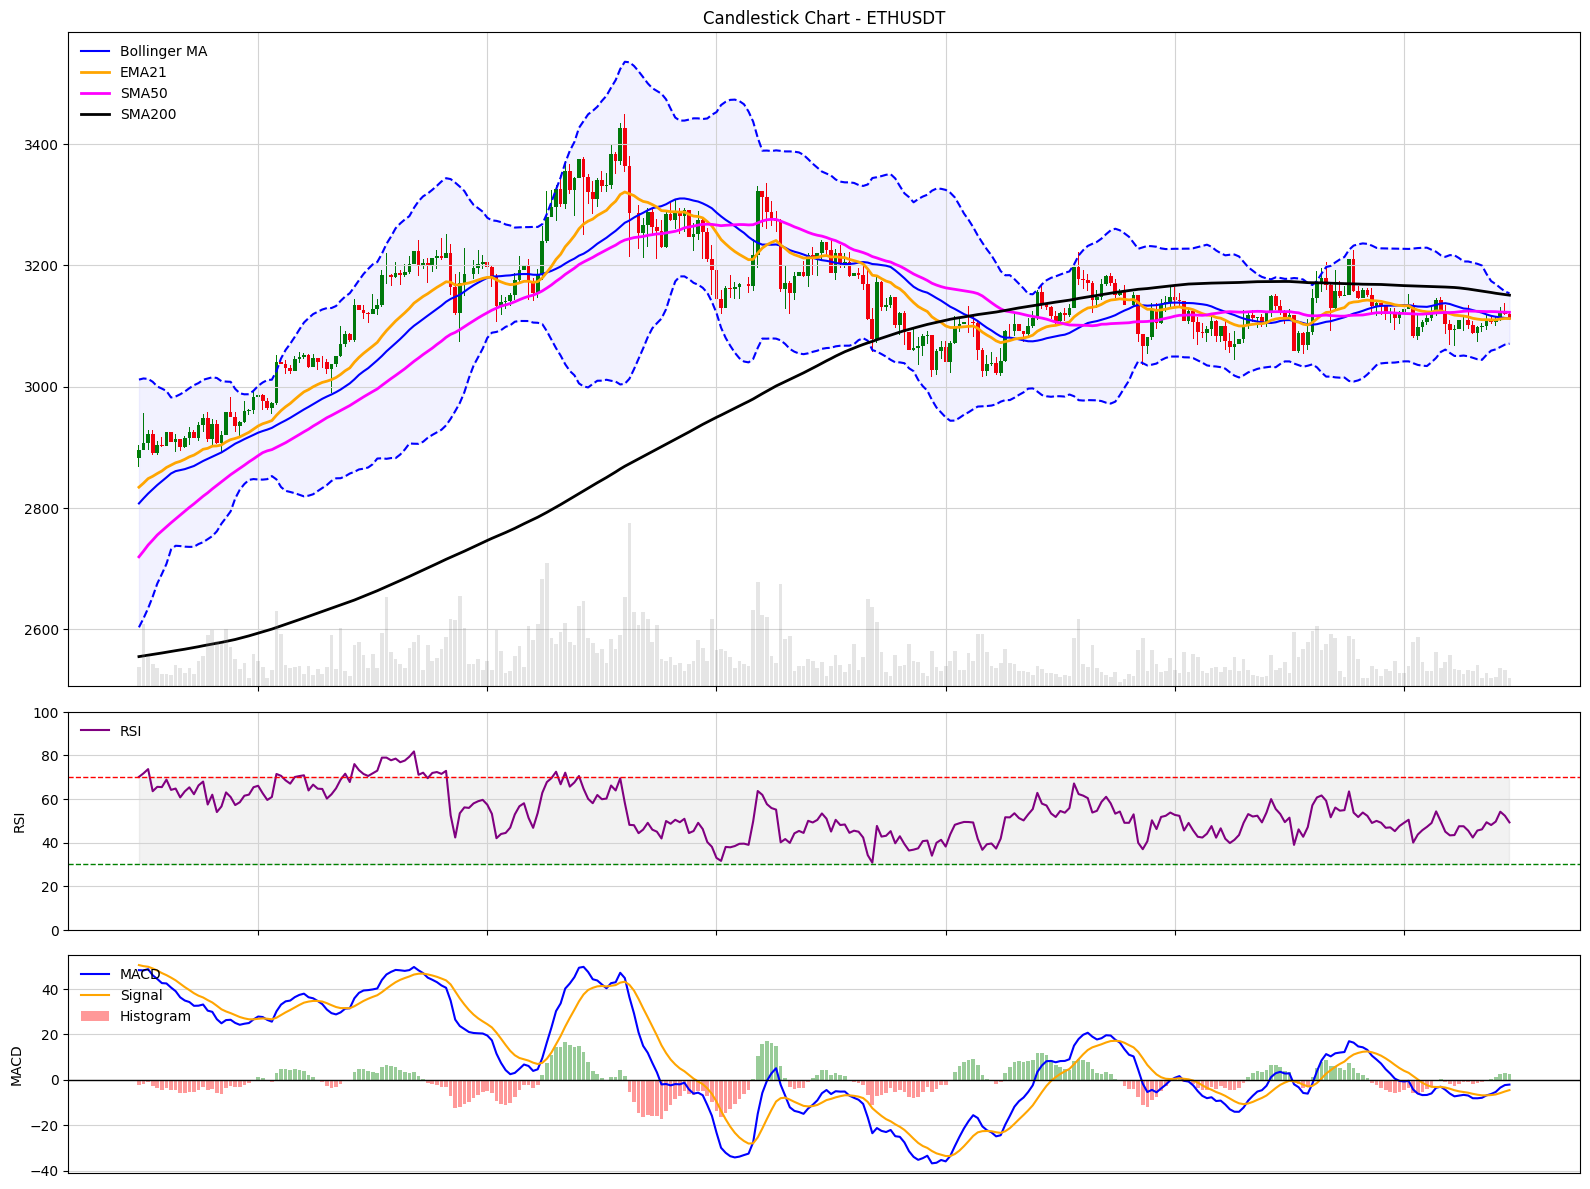 Candlestick Chart - ETHUSDT
Bollinger MA
EMA21
SMA50
SMA200
3400
3200
3000
2800
2600
RSI
100
80
60
40
20
0
RSI
MACD
Signal
Histogram
40
20
0
−20
−40
MACD